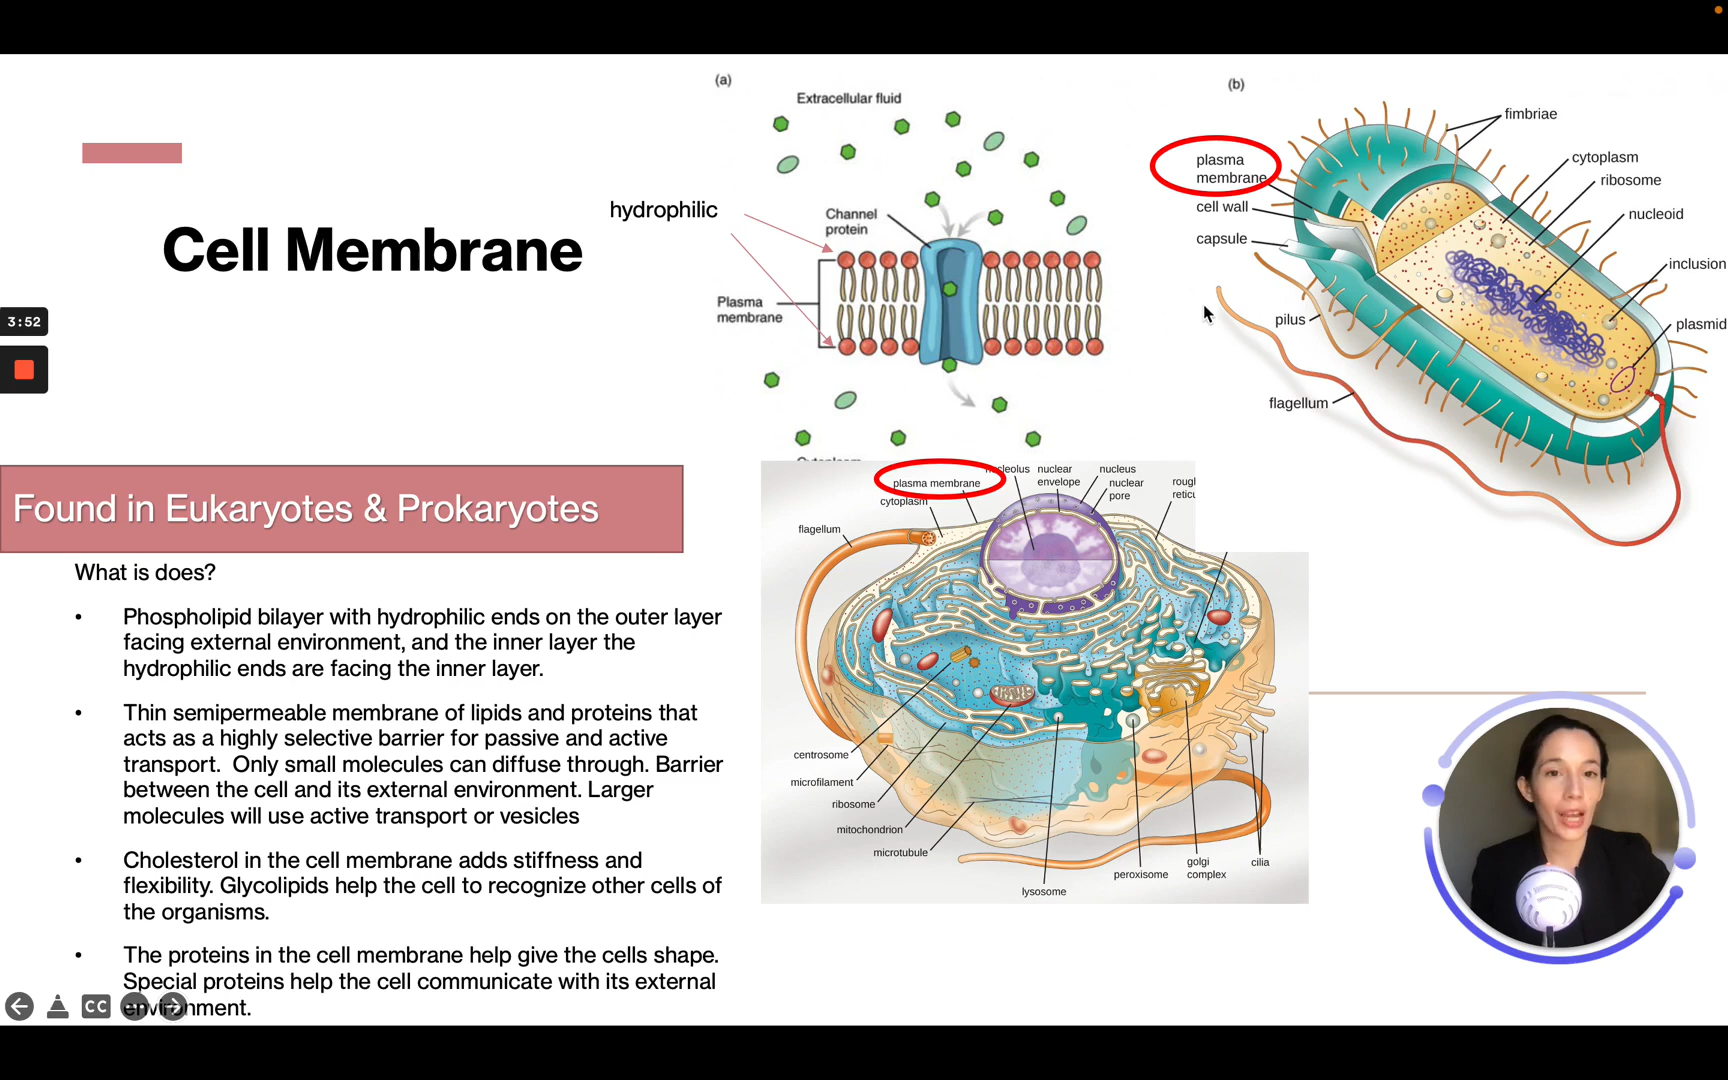 Cell Membrane
3:52
Found in Eukaryotes & Prokaryotes
What is does?
• Phospholipid bilayer with hydrophilic ends on the outer layer
facing external environment, and the inner layer the
hydrophilic ends are facing the inner layer.
• Thin semipermeable membrane of lipids and proteins that
acts as a highly selective barrier for passive and active
transport. Only small molecules can diffuse through. Barrier
between the cell and its external environment. Larger
molecules will use active transport or vesicles
• Cholesterol in the cell membrane adds stiffness and
flexibility. Glycolipids help the cell to recognize other cells of
the organisms.
• The proteins in the cell membrane help give the cells shape.
Special proteins help the cell communicate with its external
environment.
CC
hydrophilic
(a)
Extracellular fluid
Channel
protein
Plasma
membrane
(b)
fimbriae
plasma
membrane
cell wall
capsule
cytoplasm
ribosome
nucleoid
inclusion
plasmid
pilus
flagellum
plasma membrane
cytoplasm
flagellum
nucleolus
nuclear
envelope
nucleus
nuclear
pore
rough
reticu
centrosome
microfilament
ribosome
mitochondrion
microtubule
lysosome
peroxisome
golgi
complex
cilia